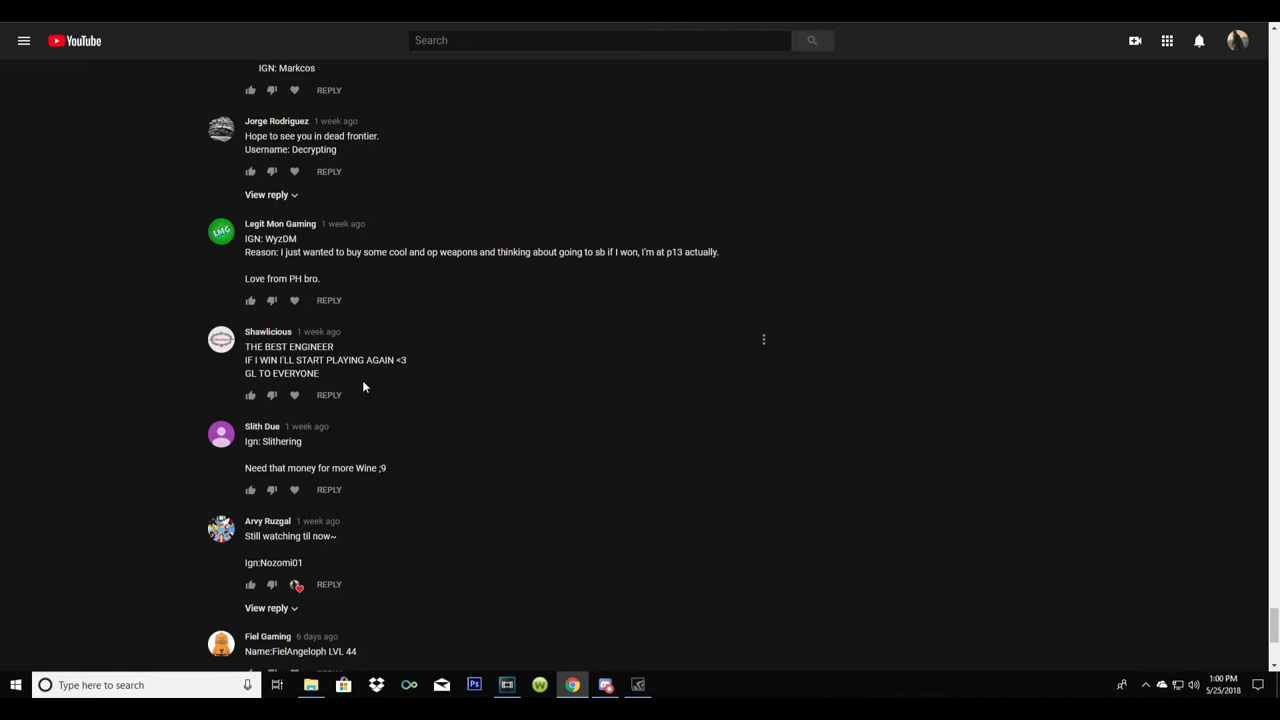 YouTube
Search
IGN: Markcos
REPLY
Jorge Rodriguez 1 week ago
Hope to see you in dead frontier.
Username: Decrypting
REPLY
View reply
LMG
Legit Mon Gaming 1 week ago
IGN: WyzDM
Reason: I just wanted to buy some cool and op weapons and thinking about going to sb if I won, I'm at p13 actually.
Love from PH bro.
REPLY
Shawlicious 1 week ago
THE BEST ENGINEER
IF I WIN I'LL START PLAYING AGAIN <3
GL TO EVERYONE
REPLY
Slith Due 1 week ago
Ign: Slithering
Need that money for more Wine ;9
REPLY
Arvy Ruzgal 1 week ago
Still watching til now~
Ign:Nozomi01
REPLY
View reply
Fiel Gaming 6 days ago
Name:FielAngeloph LVL 44
Type here to search
Ps
W
1:00 PM
5/25/2018